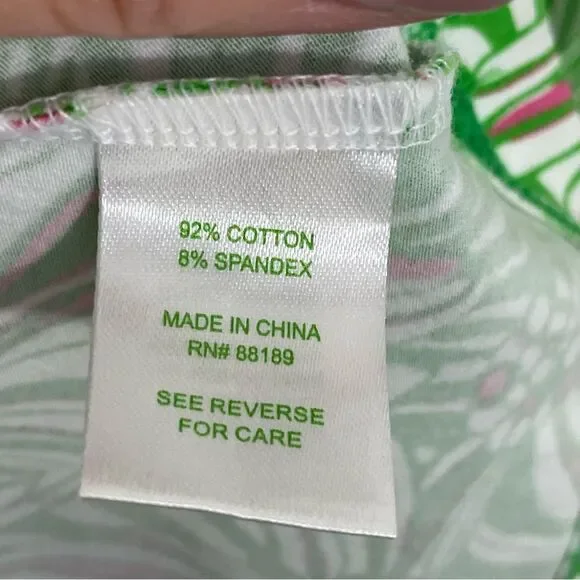 92% COTTON
8% SPANDEX
MADE IN CHINA
RN# 88189
SEE REVERSE
FOR CARE